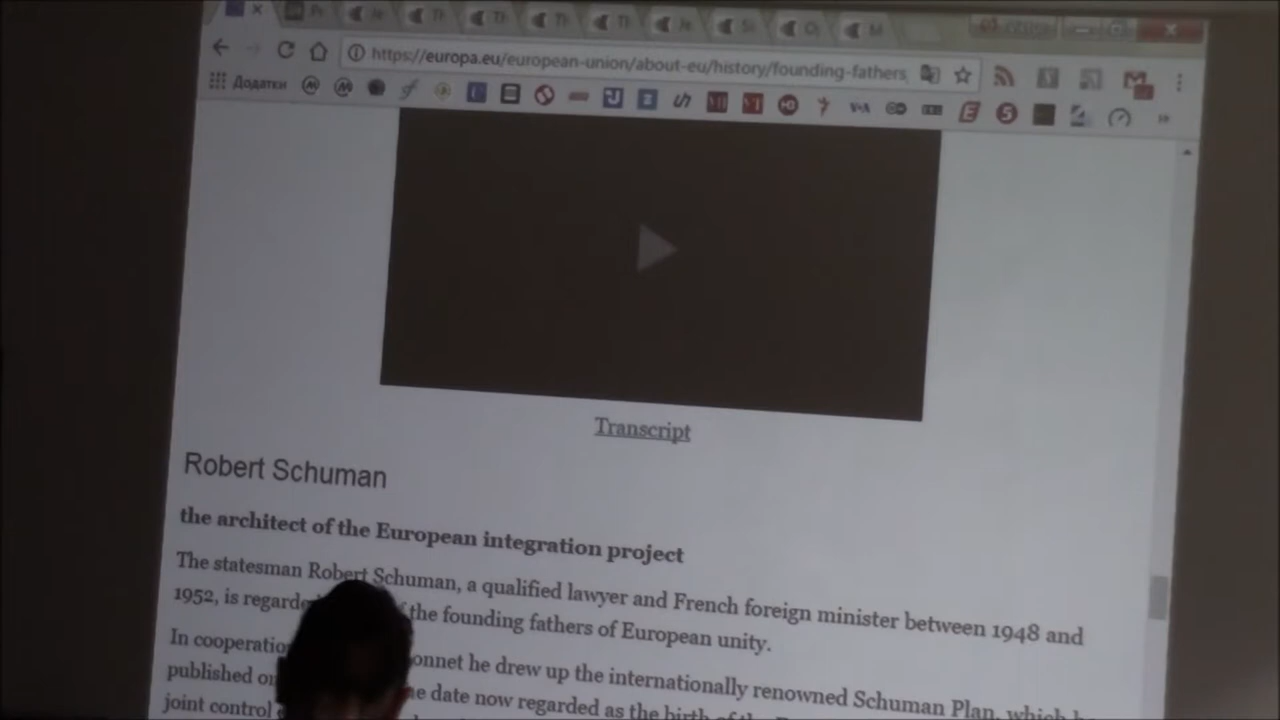 https://europa.eu/european-union/about-eu/history/founding-fathers
Додатки
Transcript
Robert Schuman
the architect of the European integration project
The statesman Robert Schuman, a qualified lawyer and French foreign minister between 1948 and
1952, is regarde the founding fathers of European unity.
In cooperatio onnet he drew up the internationally renowned Schuman Plan, which he
published on e date now regarded as the birth of the
joint control